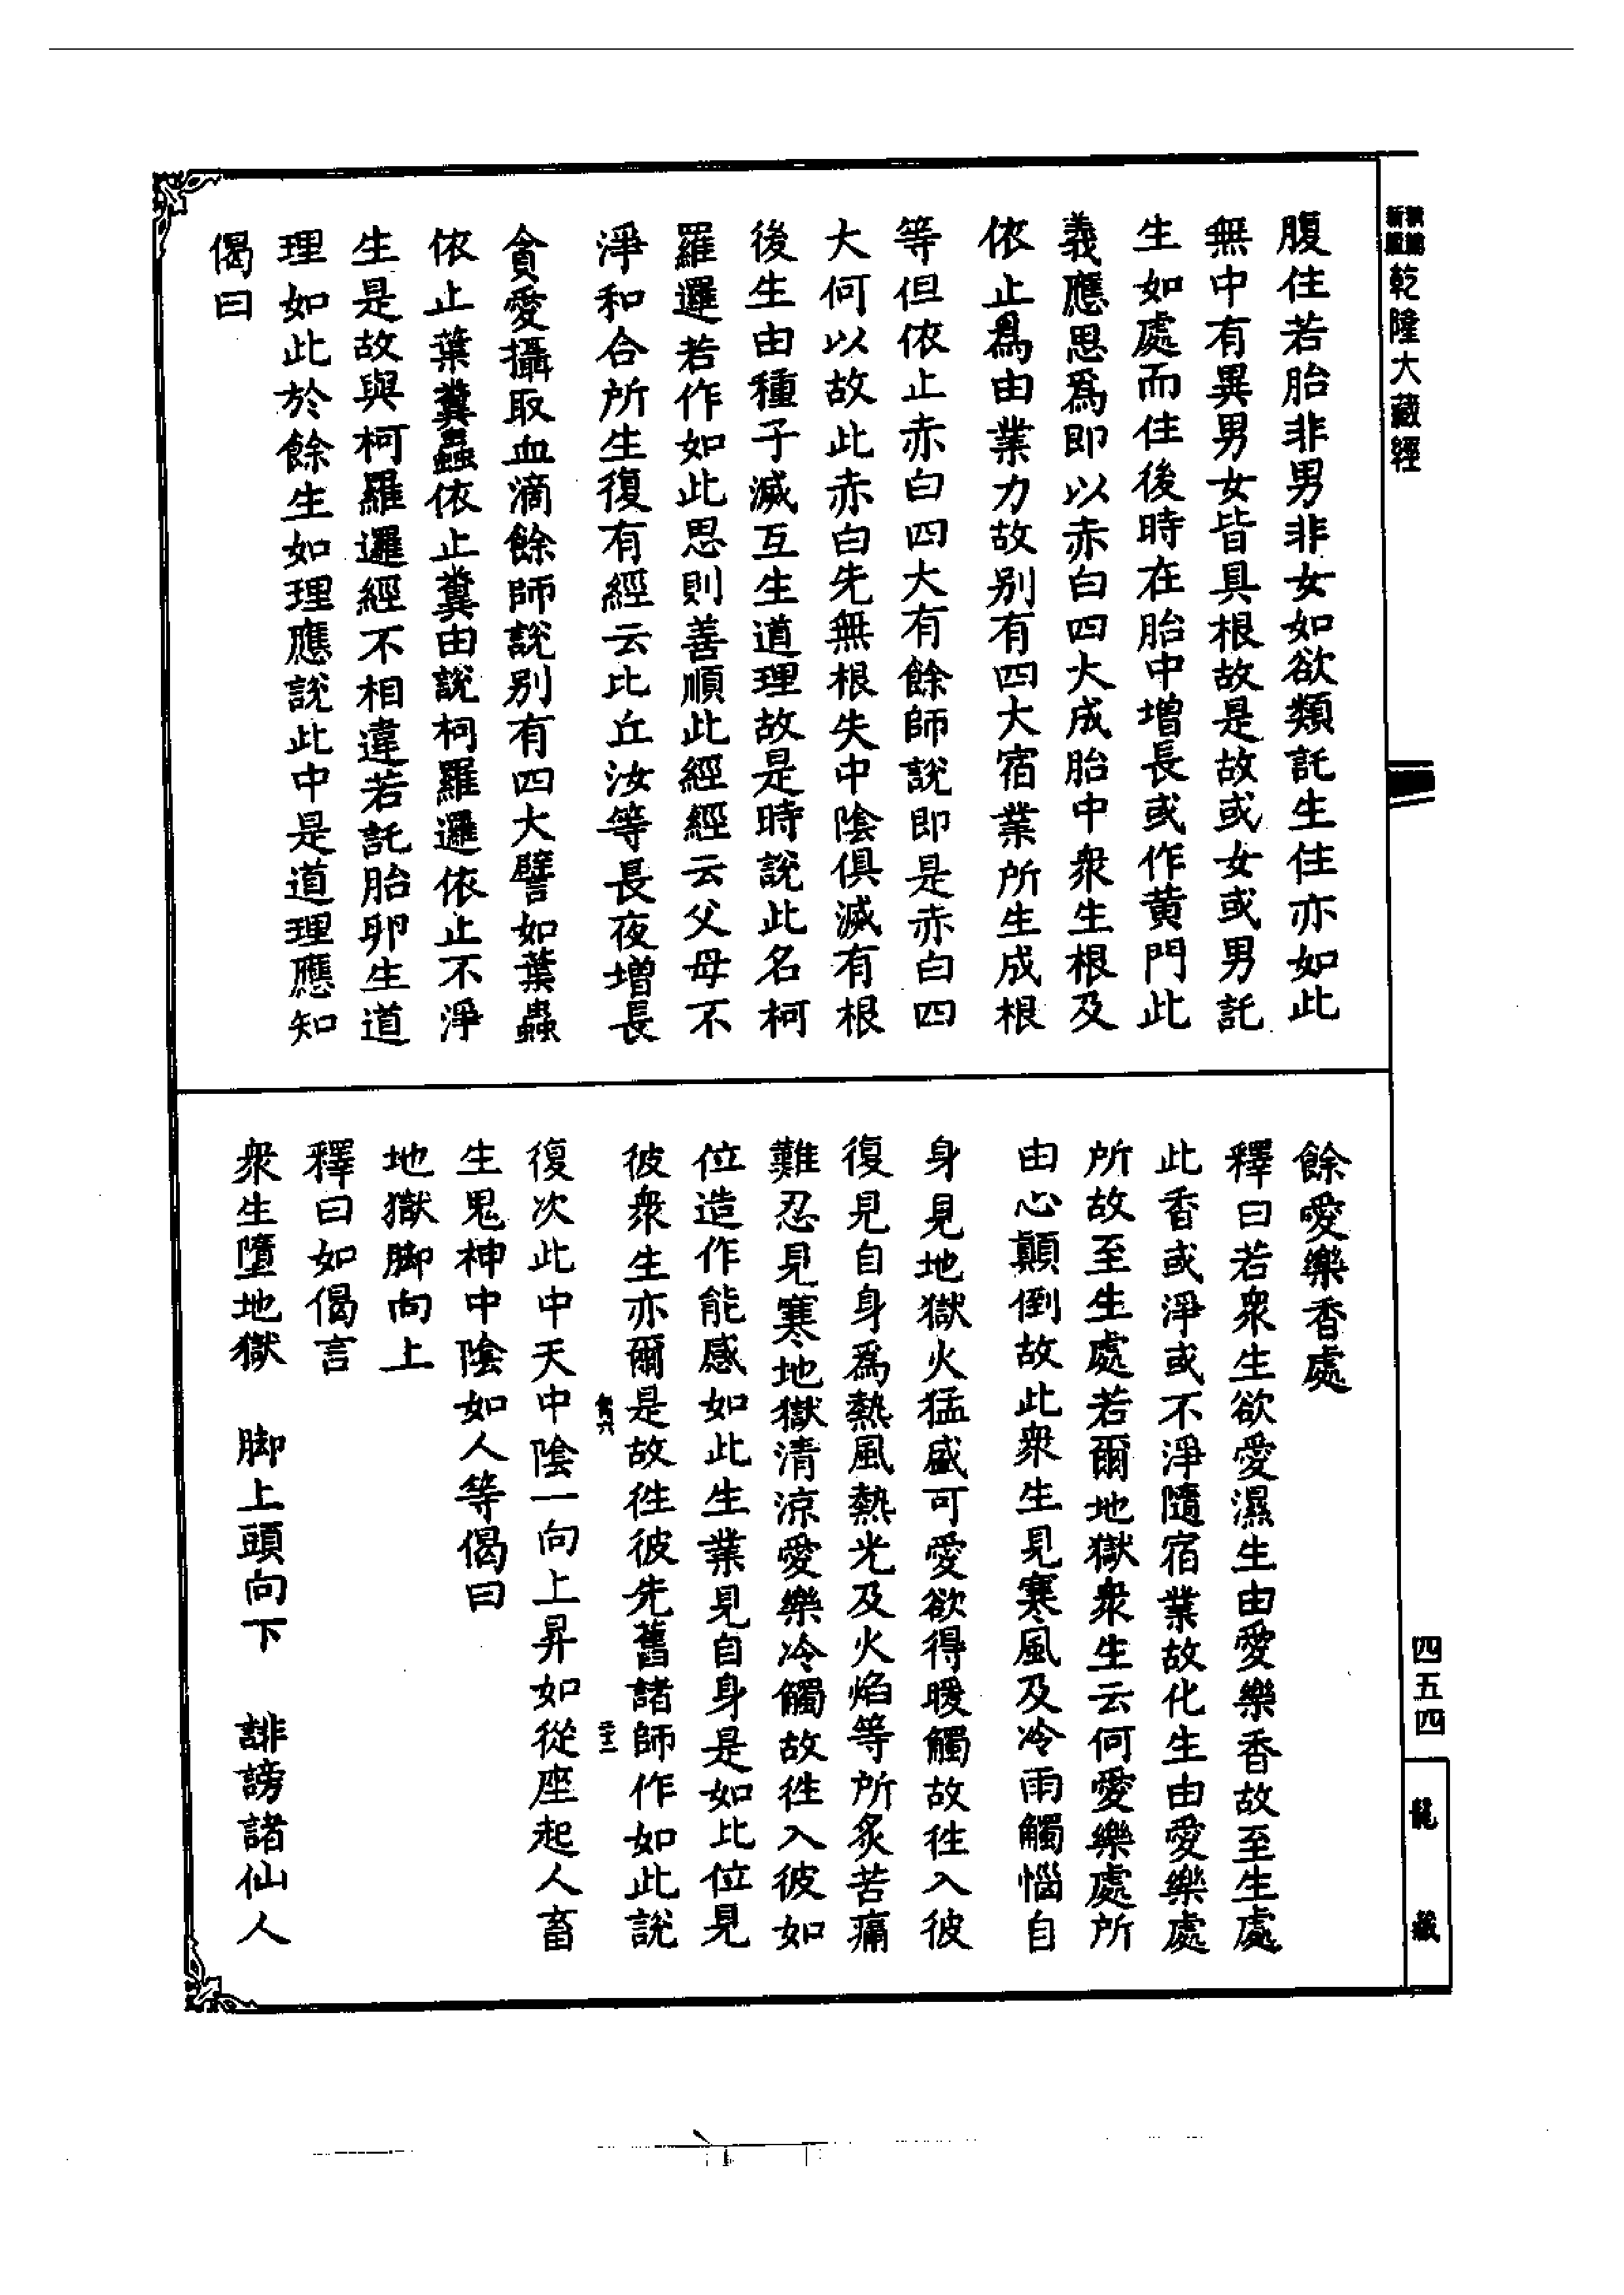 乾隆大藏經
腹住若胎非男非女如欲類託生住亦如此
無中有異男女皆具根故是故或女或男託
生如處而住後時在胎中增長或作黄門此
義應思爲即以赤白四大成胎中衆生根及
依止爲由業力故别有四大宿業所生成根
等但依止赤白四大有餘師說即是赤白四
大何以故此赤白先無根失中陰俱滅有根
後生由種子滅互生道理故是時說此名柯
羅邏若作如此思則善順此經經云父母不
淨和合所生復有經云比丘汝等長夜增長
貪愛攝取血滴餘師說别有四大譬如葉蟲
依止葉糞蟲依止糞由說柯羅邏依止不淨
生是故與柯羅邏經不相違若託胎卵生道
理如此於餘生如理應說此中是道理應知
偈曰
餘愛樂香處
釋曰若衆生欲愛濕生由愛樂香故至生處
此香或淨或不淨隨宿業故化生由愛樂處
所故至生處若爾地獄衆生云何愛樂處所
由心顛倒故此衆生見寒風及冷雨觸惱自
身見地獄火猛盛可愛欲得暖觸故往入彼
復見自身爲熱風熱光及火焰等所炙苦痛
難忍見寒地獄清涼愛樂冷觸故往入彼如
位造作能感如此生業見自身是如此位見
彼衆生亦爾是故往彼先舊諸師作如此說
復次此中天中陰一向上昇如從座起人畜
生鬼神中陰如人等偈曰
地獄脚向上
釋曰如偈言
衆生墮地獄　脚上頭向下　誹謗諸仙人
四五四
龍藏